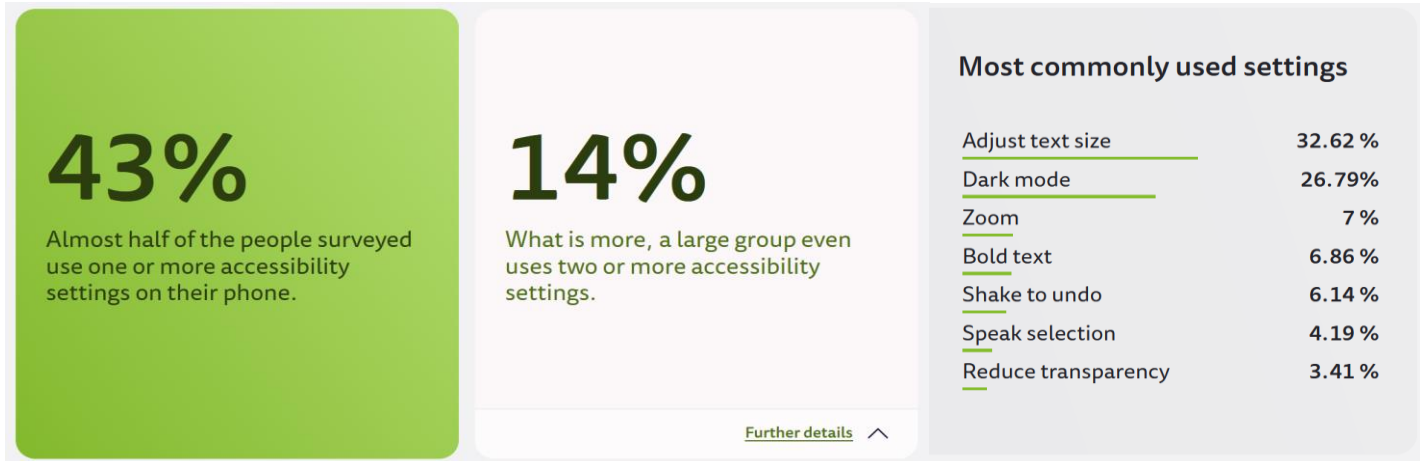 43%
Almost half of the people surveyed
use one or more accessibility
settings on their phone.
14%
What is more, a large group even
uses two or more accessibility
settings.
Further details
Most commonly used settings
Adjust text size 32.62 %
Dark mode 26.79%
Zoom 7 %
Bold text 6.86 %
Shake to undo 6.14 %
Speak selection 4.19 %
Reduce transparency 3.41 %